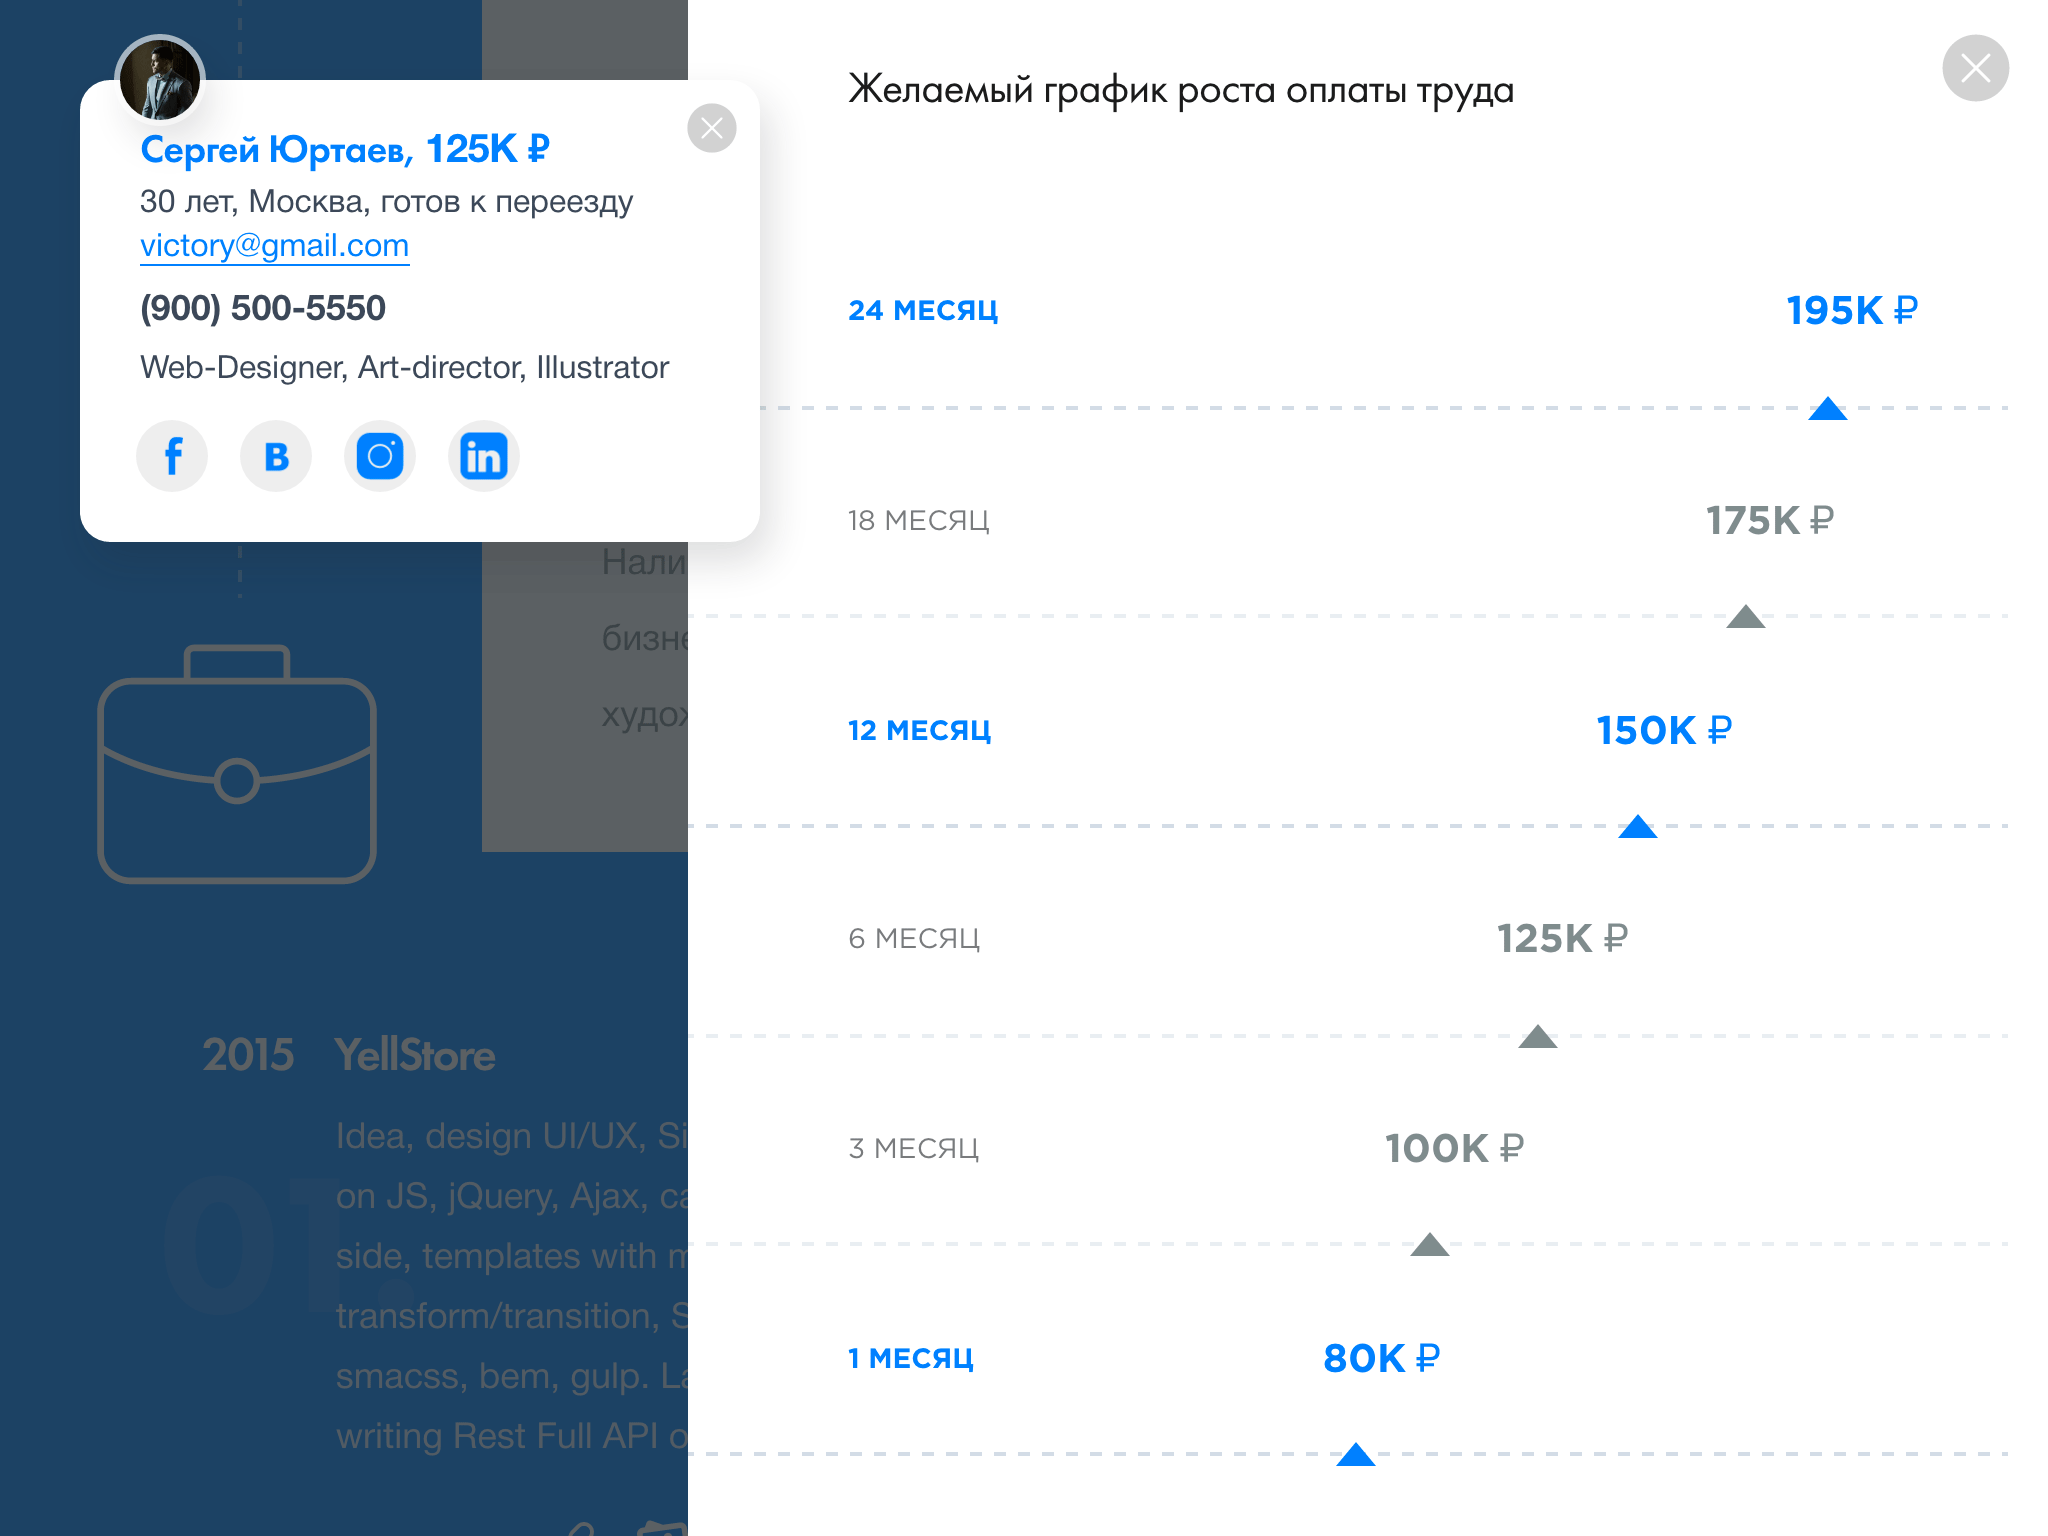 Сергей Юртаев, 125K ₽
30 лет, Москва, готов к переезду
victory@gmail.com
(900) 500-5550
Web-Designer, Art-director, Illustrator
f
B
in
Нали
бизне
худож
2015 YellStore
01.
Idea, design UI/UX, Si
on JS, jQuery, Ajax, ca
side, templates with m
transform/transition, S
smacss, bem, gulp. La
writing Rest Full API o
Желаемый график роста оплаты труда
24 МЕСЯЦ 195K ₽
18 МЕСЯЦ 175K ₽
12 МЕСЯЦ 150K ₽
6 МЕСЯЦ 125K ₽
3 МЕСЯЦ 100K ₽
1 МЕСЯЦ 80K ₽